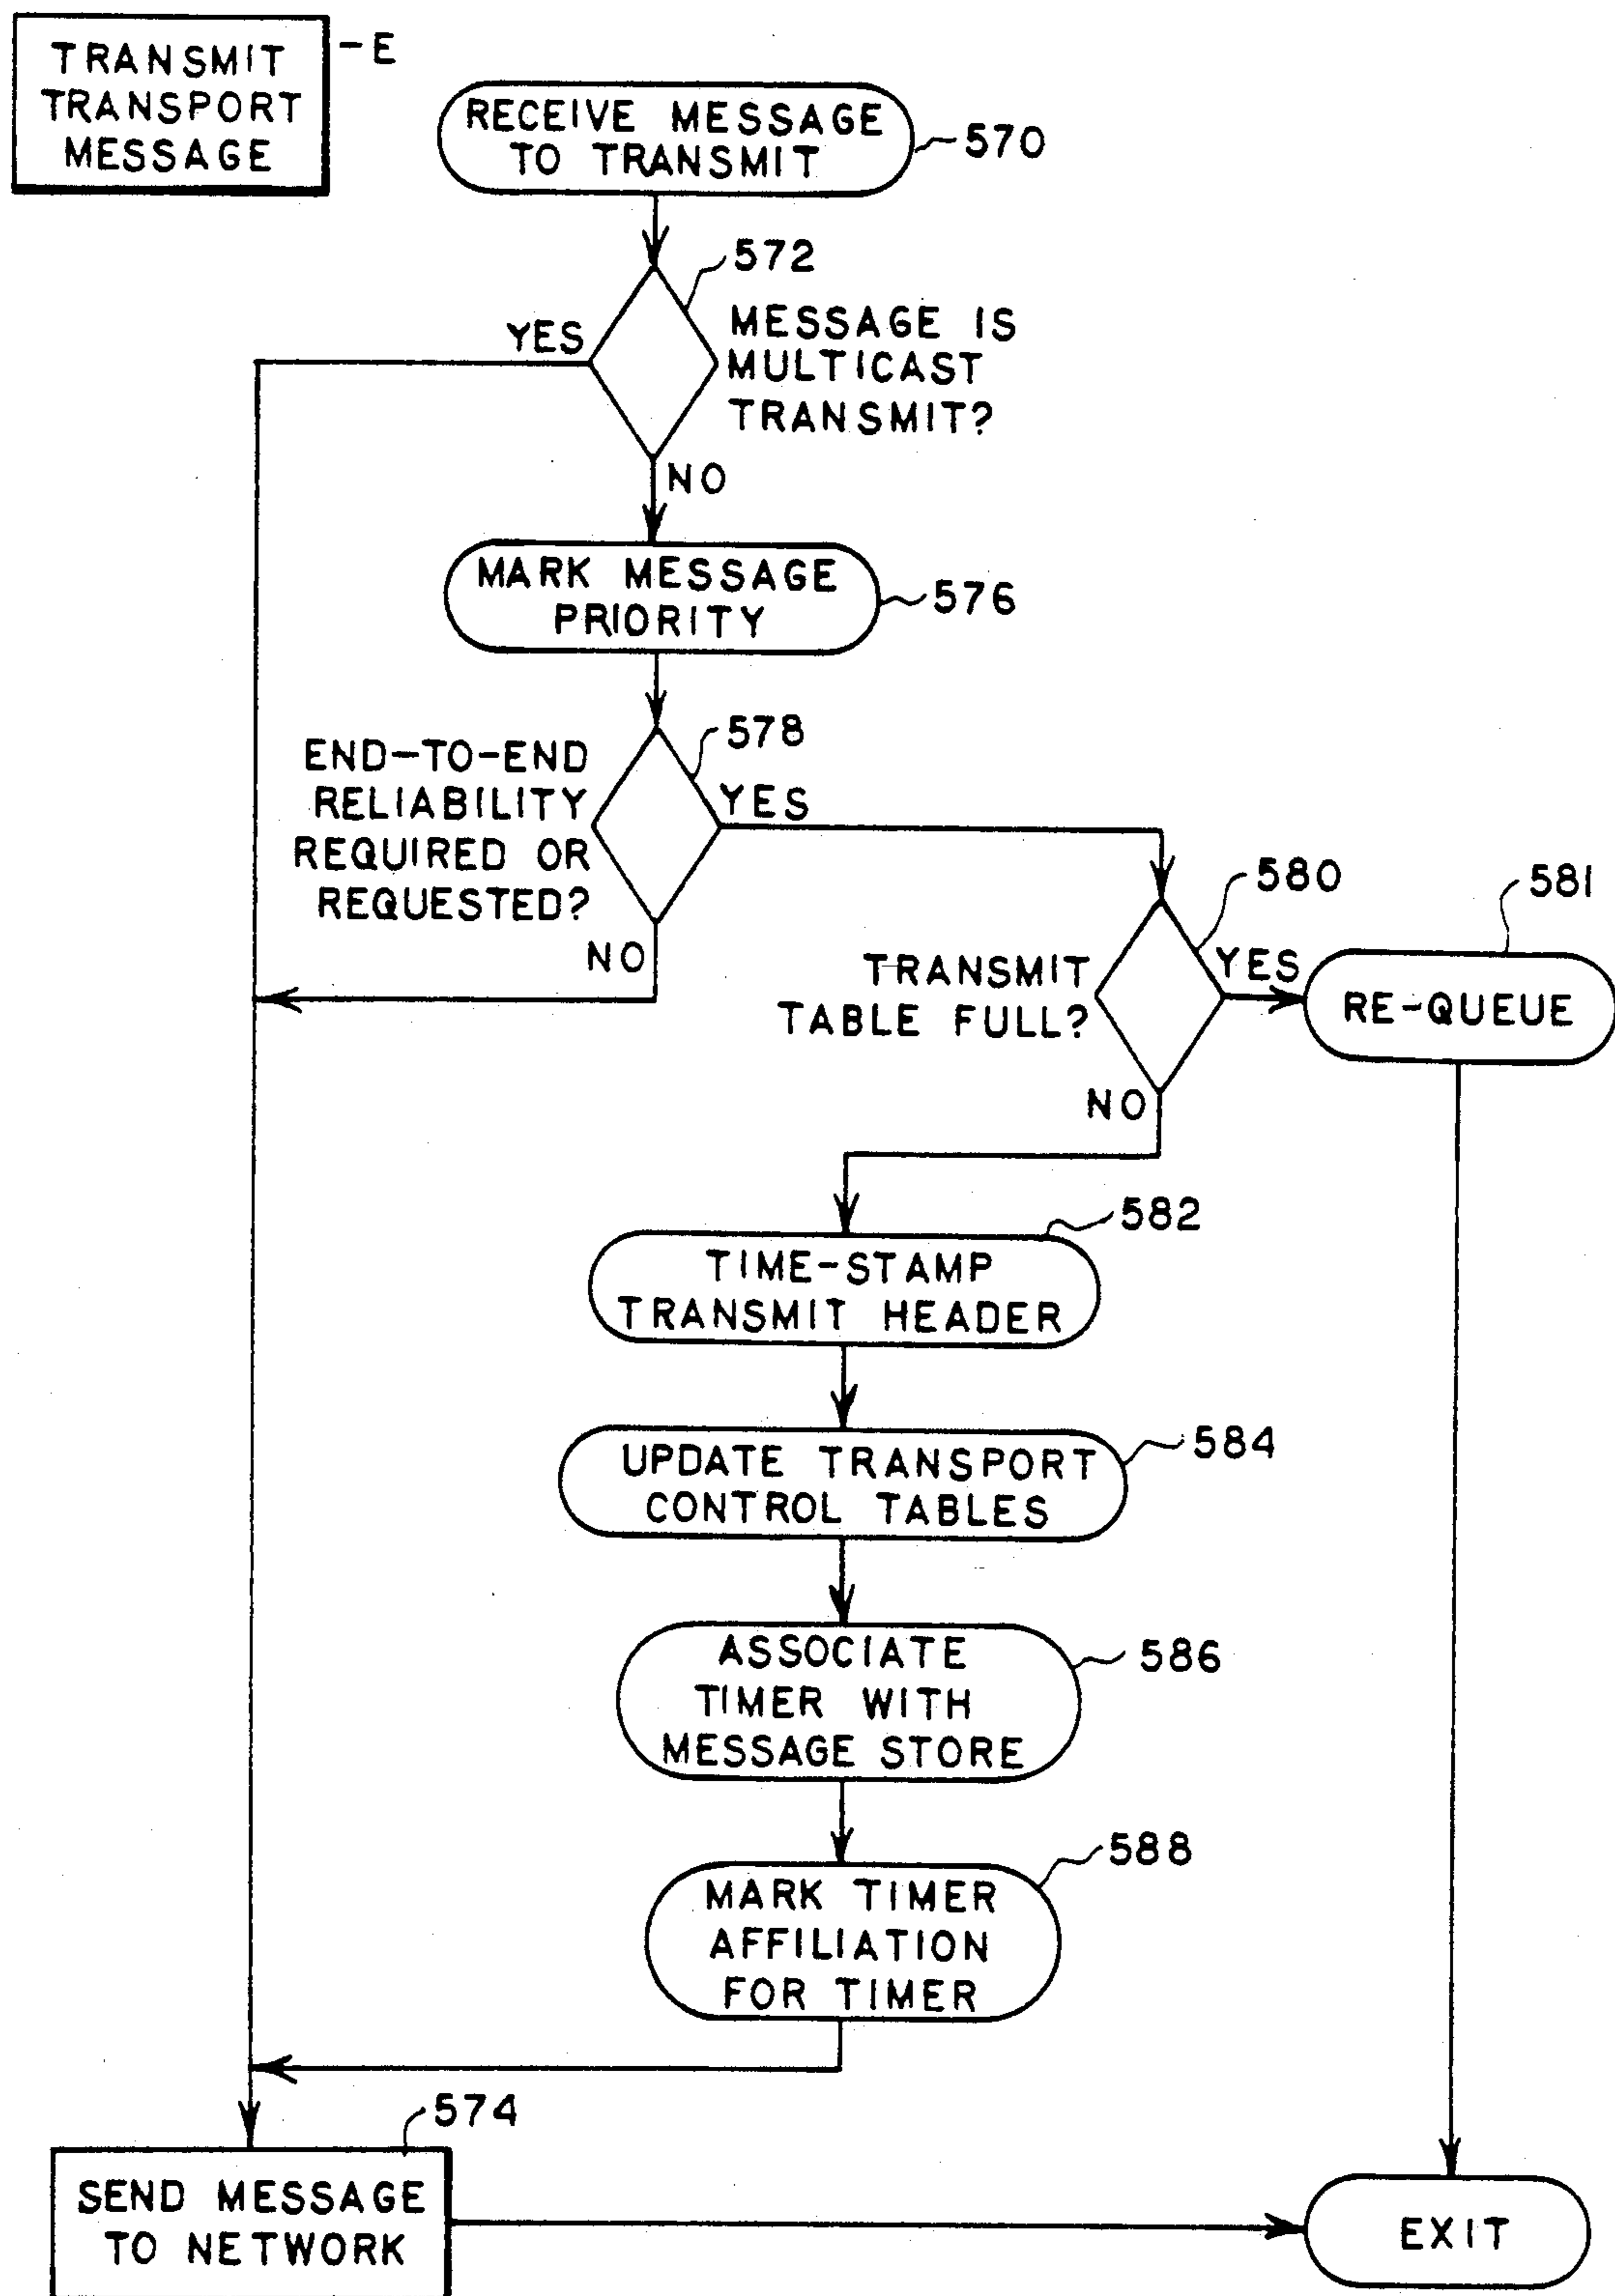 TRANSMIT
TRANSPORT
MESSAGE
-E
RECEIVE MESSAGE
TO TRANSMIT
570
572
MESSAGE IS
MULTICAST
TRANSMIT?
YES
NO
MARK MESSAGE
PRIORITY
576
578
END-TO-END
RELIABILITY
REQUIRED OR
REQUESTED?
YES
NO
580
TRANSMIT
TABLE FULL?
YES
NO
581
RE-QUEUE
582
TIME-STAMP
TRANSMIT HEADER
584
UPDATE TRANSPORT
CONTROL TABLES
586
ASSOCIATE
TIMER WITH
MESSAGE STORE
588
MARK TIMER
AFFILIATION
FOR TIMER
574
SEND MESSAGE
TO NETWORK
EXIT